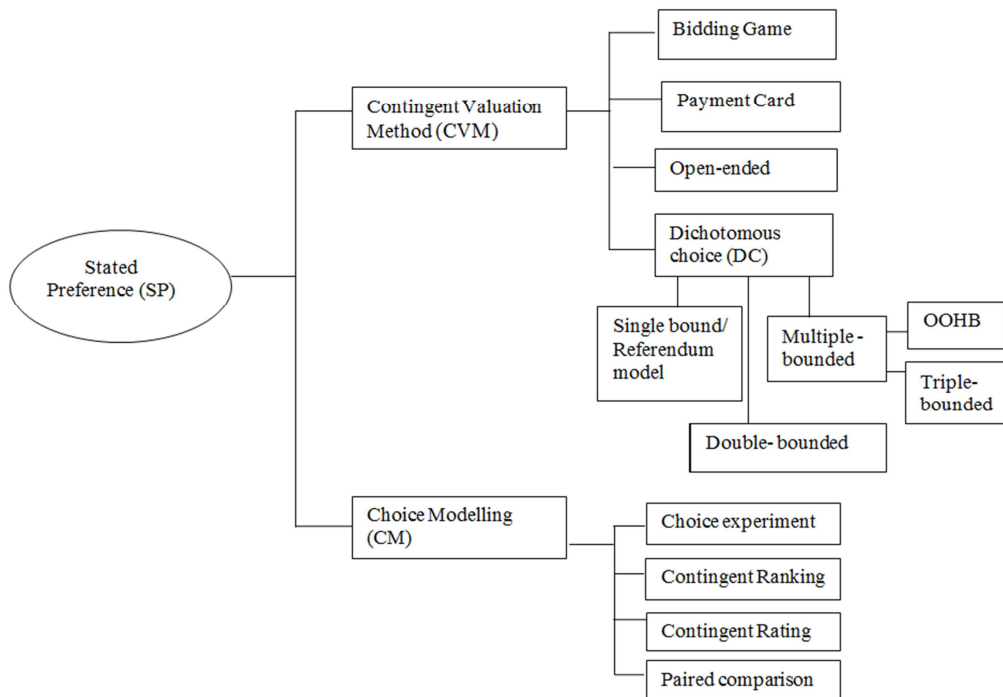 Bidding Game
Contingent Valuation
Method (CVM)
Payment Card
Open-ended
Dichotomous
choice (DC)
Stated
Preference (SP)
Single bound/
Referendum
model
Multiple -
bounded
OOHB
Triple-
bounded
Double- bounded
Choice Modelling
(CM)
Choice experiment
Contingent Ranking
Contingent Rating
Paired comparison